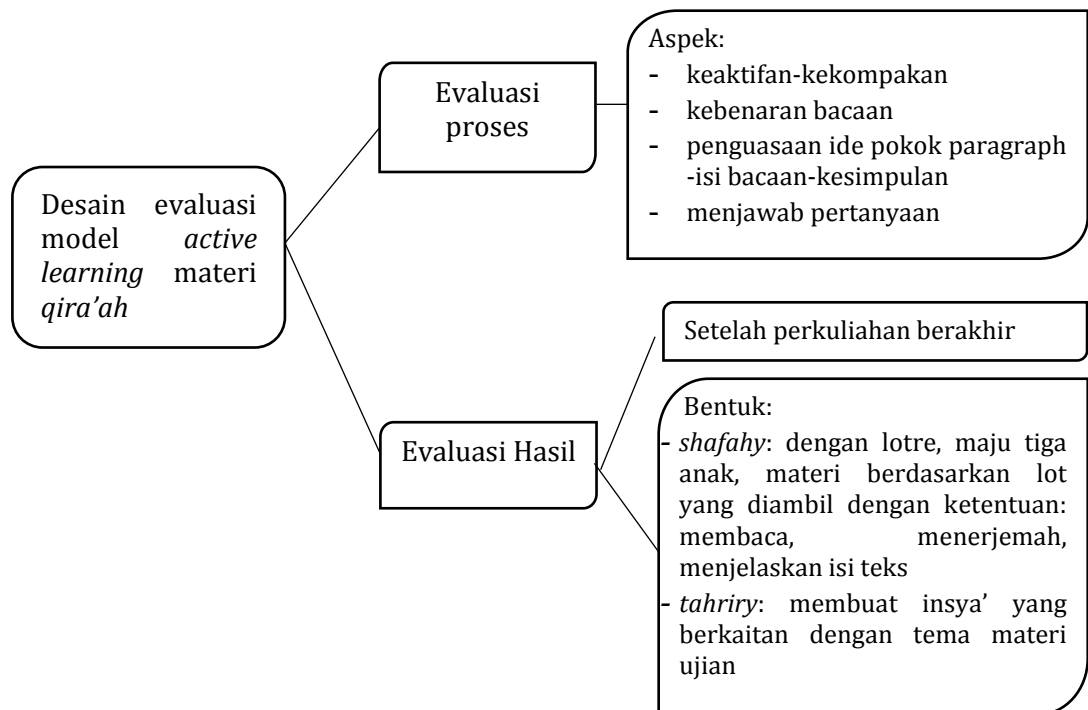 Desain evaluasi
model active
learning materi
qira'ah
Evaluasi
proses
Aspek:
- keaktifan-kekompakan
- kebenaran bacaan
- penguasaan ide pokok paragraph
-isi bacaan-kesimpulan
- menjawab pertanyaan
Evaluasi Hasil
Setelah perkuliahan berakhir
Bentuk:
- shafahy: dengan lotre, maju tiga
anak, materi berdasarkan lot
yang diambil dengan ketentuan:
membaca, menerjemah,
menjelaskan isi teks
- tahriry: membuat insya' yang
berkaitan dengan tema materi
ujian